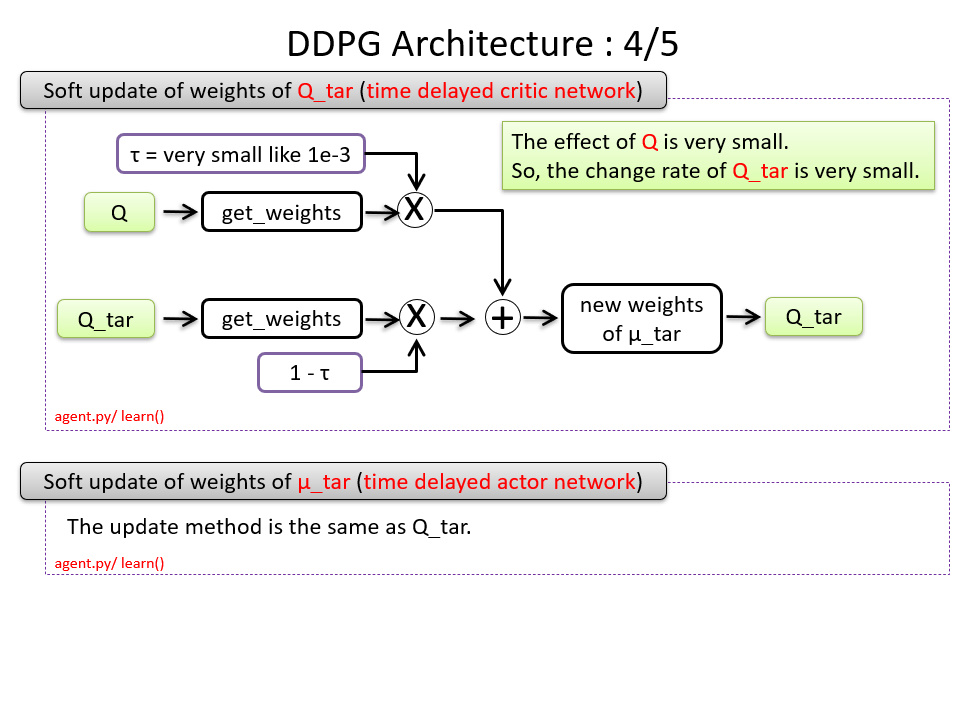 DDPG Architecture : 4/5
Soft update of weights of Q_tar (time delayed critic network)
The effect of Q is very small.
So, the change rate of Q_tar is very small.
τ = very small like 1e-3
Q
get_weights
X
Q_tar
get_weights
X
+
new weights
of μ_tar
Q_tar
1 - τ
agent.py/ learn()
Soft update of weights of μ_tar (time delayed actor network)
The update method is the same as Q_tar.
agent.py/ learn()